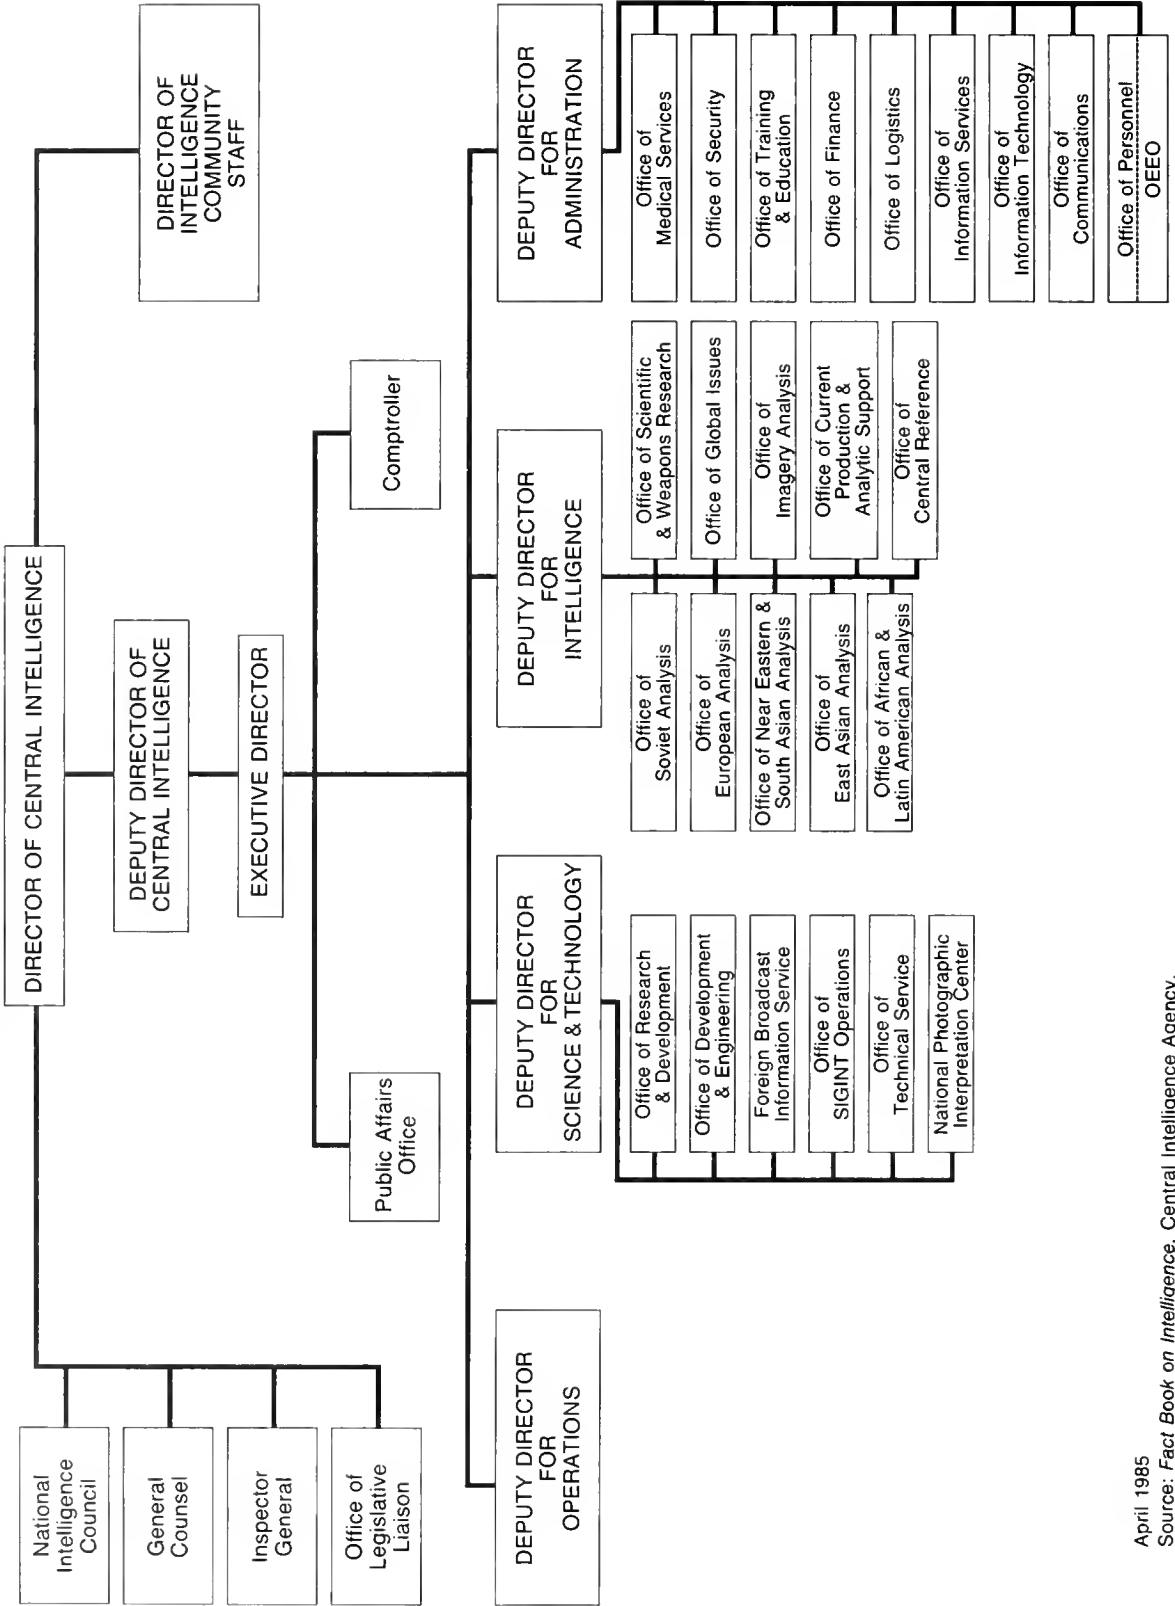 DIRECTOR OF CENTRAL INTELLIGENCE
National
Intelligence
Council
General
Counsel
Inspector
General
Office of
Legislative
Liaison
DEPUTY DIRECTOR OF
CENTRAL INTELLIGENCE
DIRECTOR OF
INTELLIGENCE
COMMUNITY
STAFF
EXECUTIVE DIRECTOR
Public Affairs
Office
Comptroller
DEPUTY DIRECTOR
FOR
OPERATIONS
DEPUTY DIRECTOR
FOR
SCIENCE & TECHNOLOGY
Office of Research
& Development
Office of Development
& Engineering
Foreign Broadcast
Information Service
Office of
SIGINT Operations
Office of
Technical Service
National Photographic
Interpretation Center
DEPUTY DIRECTOR
FOR
INTELLIGENCE
Office of
Soviet Analysis
Office of
European Analysis
Office of Near Eastern &
South Asian Analysis
Office of
East Asian Analysis
Office of African &
Latin American Analysis
Office of Scientific
& Weapons Research
Office of Global Issues
Office of
Imagery Analysis
Office of Current
Production &
Analytic Support
Office of
Central Reference
DEPUTY DIRECTOR
FOR
ADMINISTRATION
Office of
Medical Services
Office of Security
Office of Training
& Education
Office of Finance
Office of Logistics
Office of
Information Services
Office of
Information Technology
Office of
Communications
Office of Personnel
OEEO
April 1985
Source: Fact Book on Intelligence, Central Intelligence Agency.